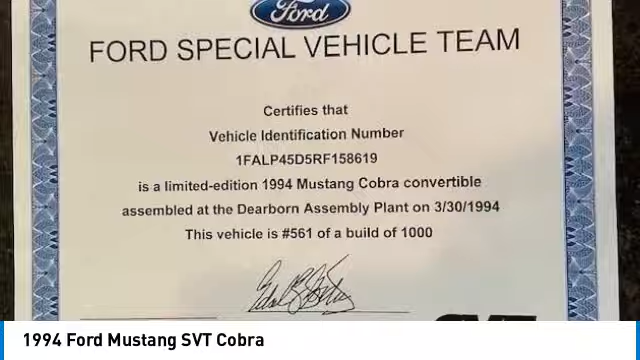 Ford
FORD SPECIAL VEHICLE TEAM
Certifies that
Vehicle Identification Number
1FALP45D5RF158619
is a limited-edition 1994 Mustang Cobra convertible
assembled at the Dearborn Assembly Plant on 3/30/1994
This vehicle is #561 of a build of 1000
1994 Ford Mustang SVT Cobra